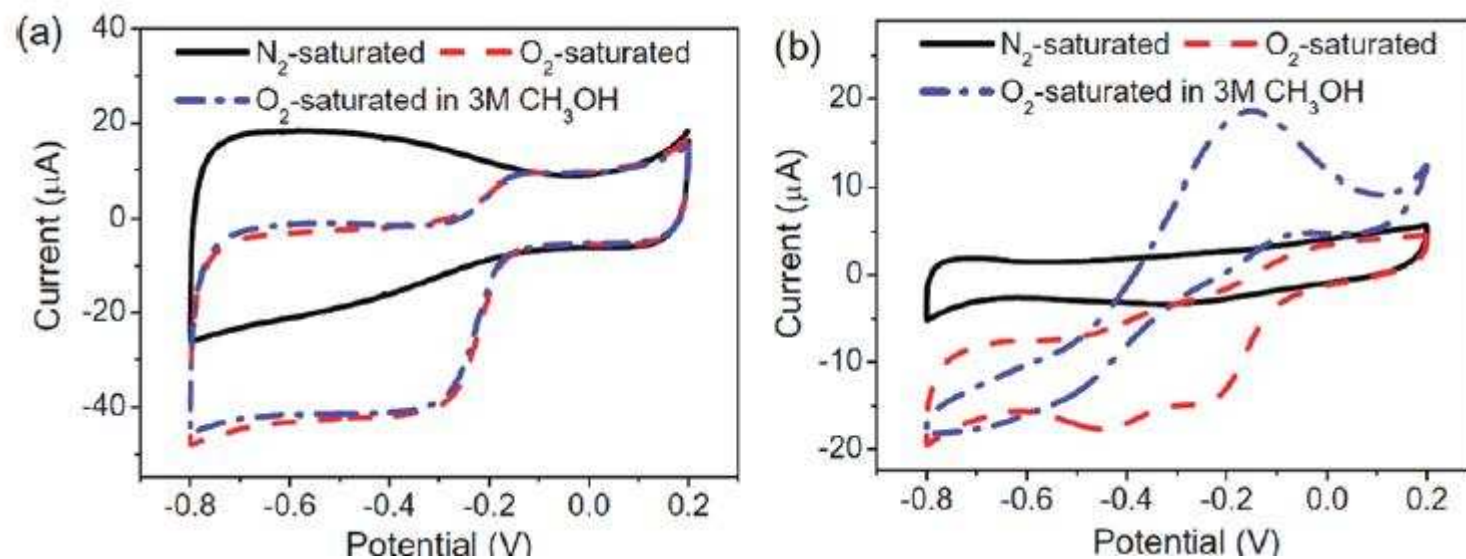 (a)
40
20
0
-20
-40
Current (μA)
N₂-saturated
O₂-saturated
O₂-saturated in 3M CH₃OH
-0.8 -0.6 -0.4 -0.2 0.0 0.2
Potential (V)
(b)
20
10
0
-10
-20
Current (μA)
N₂-saturated
O₂-saturated
O₂-saturated in 3M CH₃OH
-0.8 -0.6 -0.4 -0.2 0.0 0.2
Potential (V)